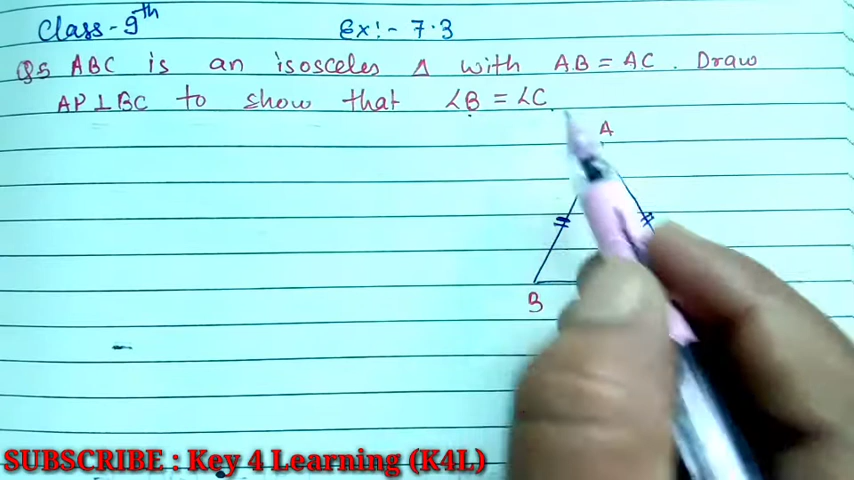 Class-9th Ex:- 7.3
Q5 ABC is an isosceles Δ with AB = AC. Draw
AP⊥BC to show that ∠B = ∠C.
A
B
SUBSCRIBE : Key 4 Learning (K4L)